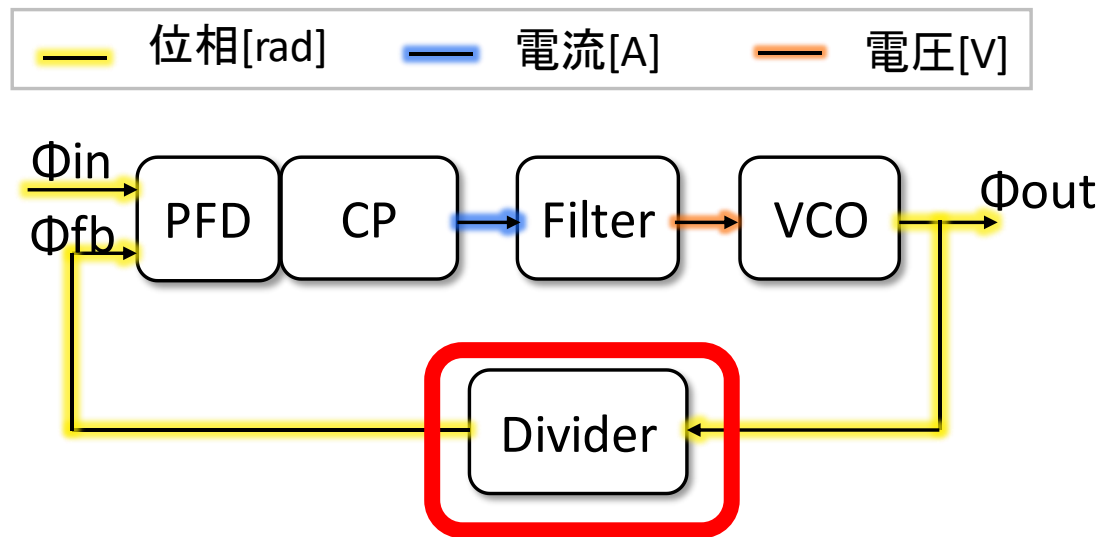 位相[rad] 電流[A] 電圧[V]
Φin
Φfb
PFD
CP
Filter
VCO
Φout
Divider